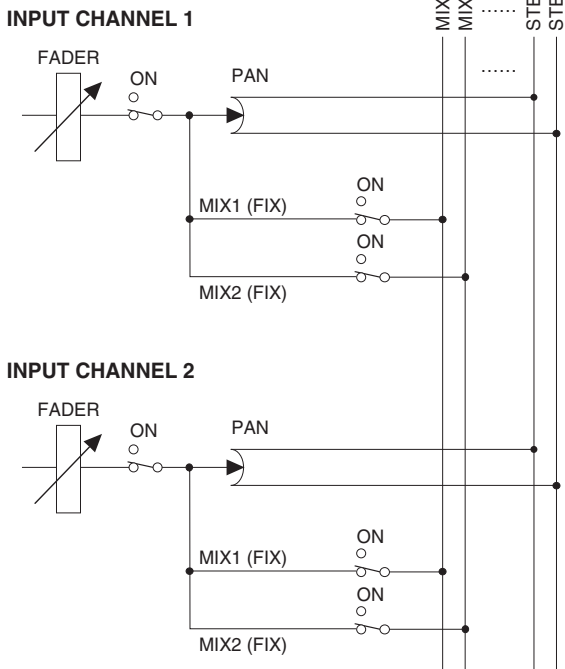 INPUT CHANNEL 1
MIX
MIX
......
STE
STE
FADER
ON
PAN
......
ON
MIX1 (FIX)
ON
MIX2 (FIX)
INPUT CHANNEL 2
FADER
ON
PAN
ON
MIX1 (FIX)
ON
MIX2 (FIX)